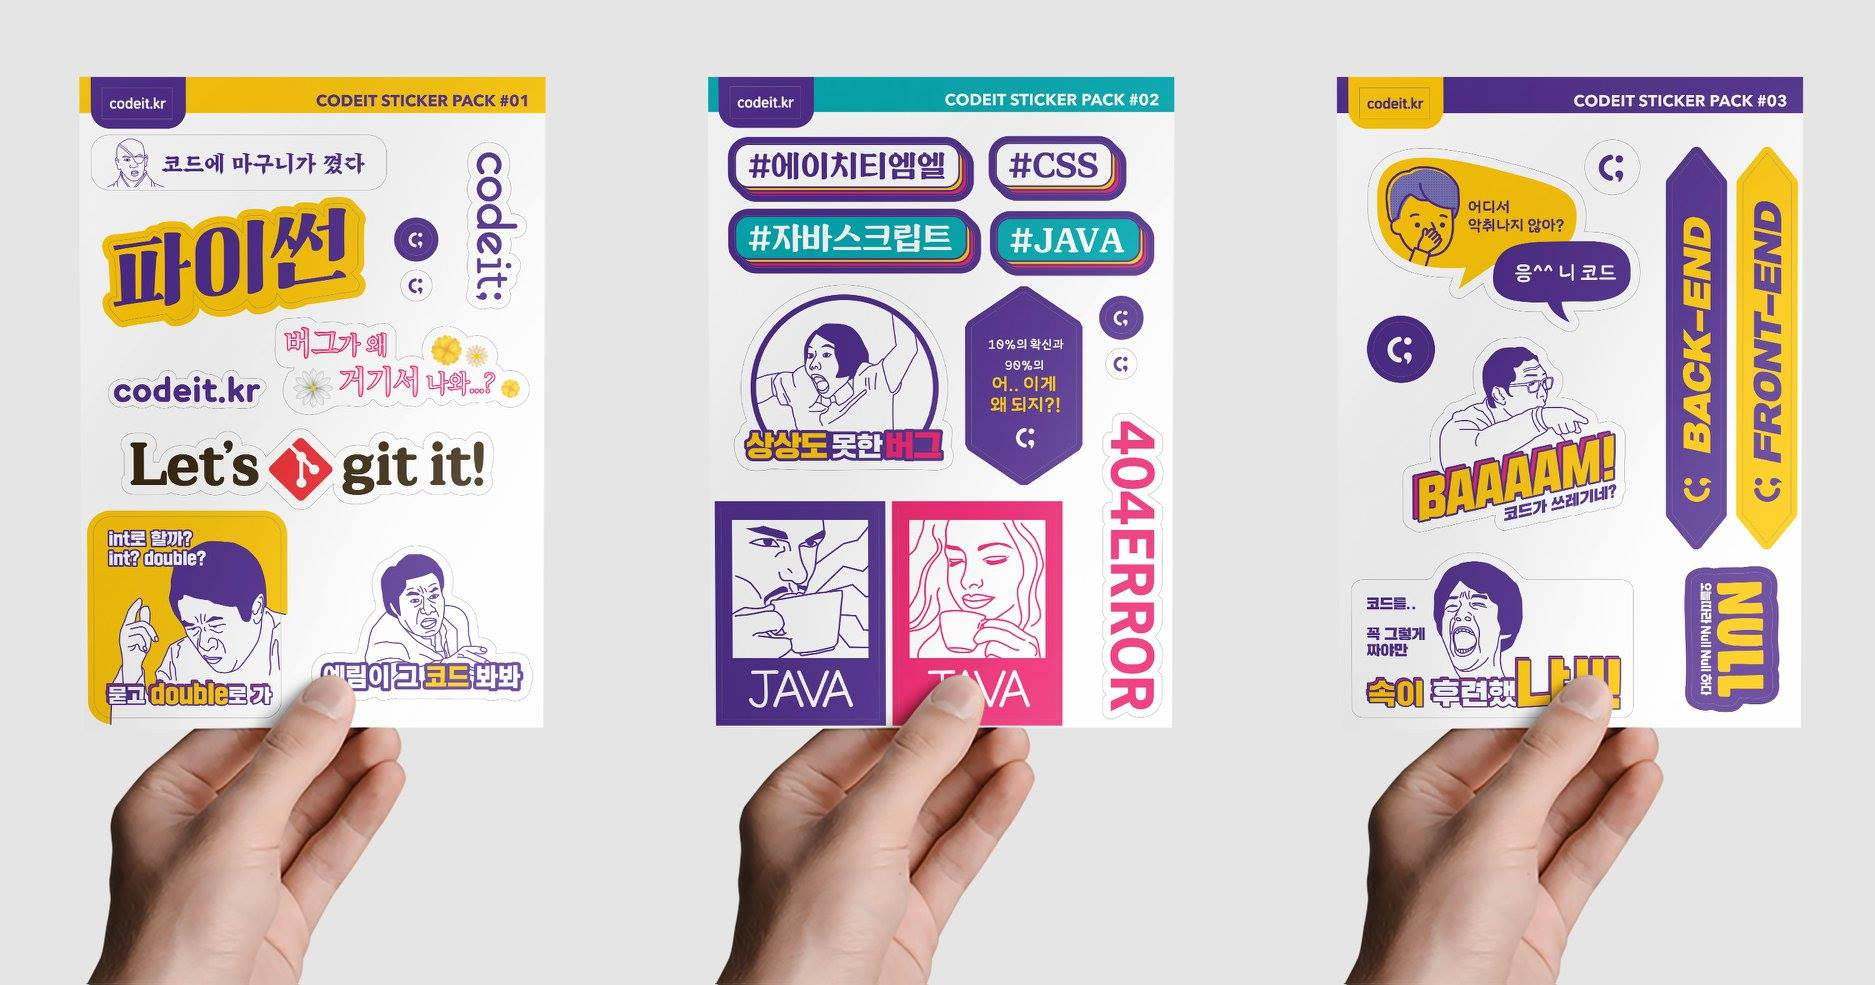 codeit.kr
CODEIT STICKER PACK #01
코드에 마구니가 꼈다
codeit;
파이썬
버그가 왜
거기서 나와...?
codeit.kr
Let's git it!
int로 할까?
int? double?
묻고 double로 가
예림이 그 코드 봐봐
codeit.kr
CODEIT STICKER PACK #02
#에이치티엠엘
#CSS
#자바스크립트
#JAVA
상상도 못한 버그
10%의 확신과
90%의
어.. 이게
왜 되지?!
404ERROR
JAVA
JAVA
codeit.kr
CODEIT STICKER PACK #03
어디서
악취나지 않아?
응^^ 니 코드
BACK-END
FRONT-END
BAAAAM!
코드가 쓰레기네?
코드를..
꼭 그렇게
짜야만
속이 후련했
NULL
오늘따라 Null Null 하다